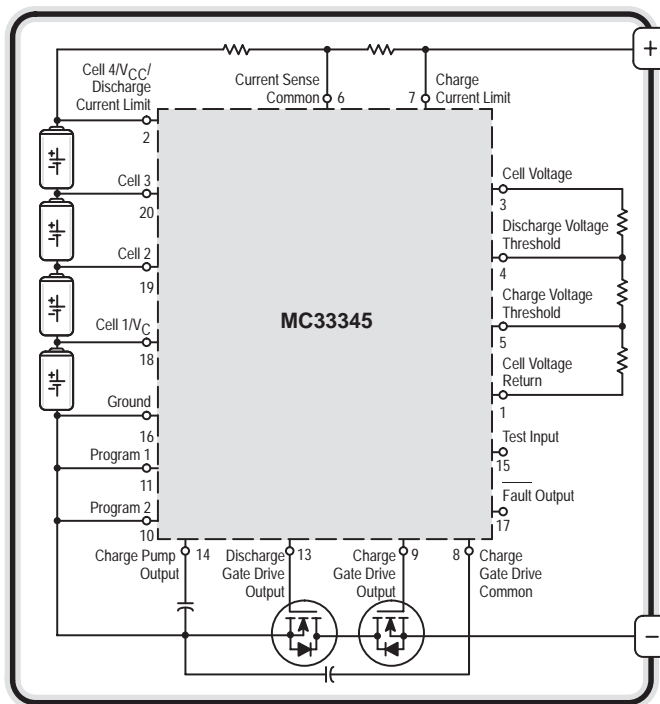 +
Cell 4/VCC/
Discharge
Current Limit
2
Current Sense
Common 6
Charge
7 Current Limit
Cell 3
20
Cell 2
19
Cell 1/VC
18
Ground
16
Program 1
11
Program 2
10
MC33345
Cell Voltage
3
Discharge Voltage
Threshold
4
Charge Voltage
Threshold
5
Cell Voltage
Return
1
Test Input
15
Fault Output
17
Charge Pump
Output
14
Discharge
Gate Drive
Output
13
Charge
Gate Drive
Output
9
8 Charge
Gate Drive
Common
−